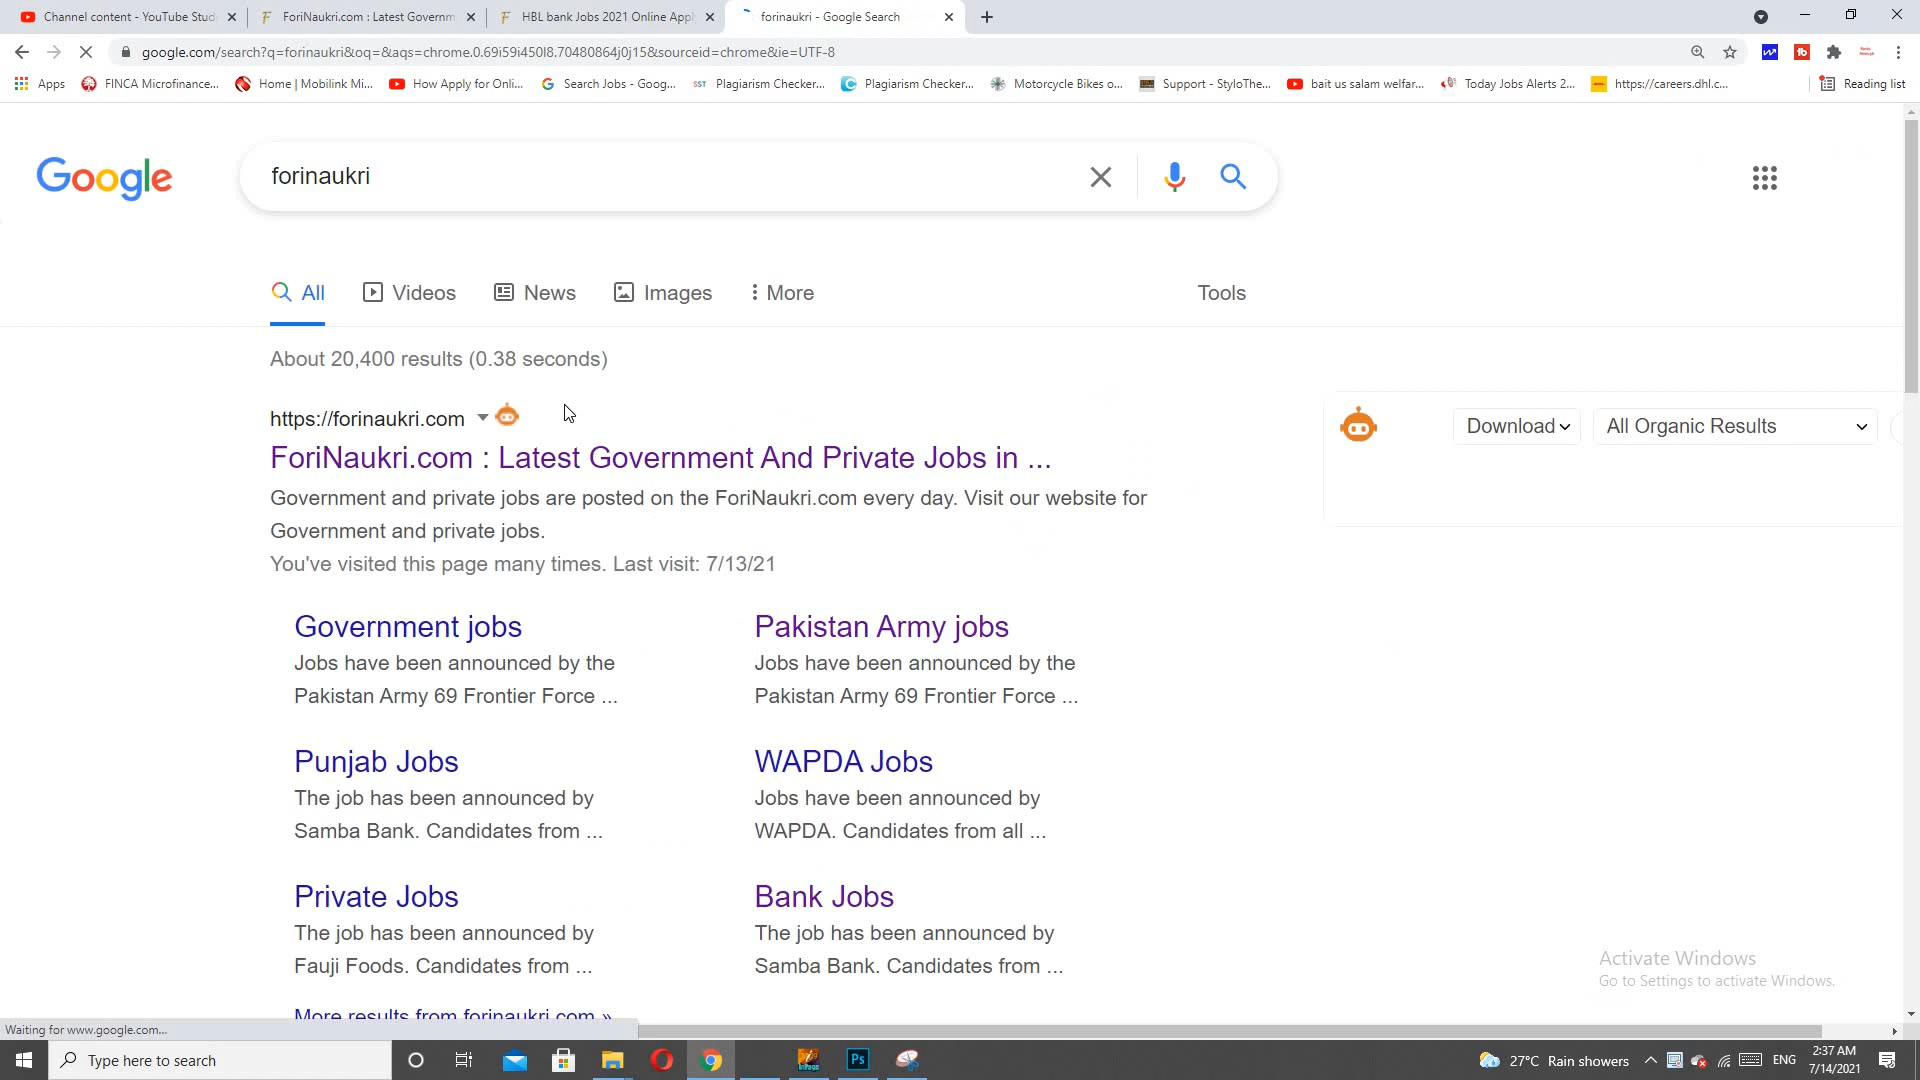 Channel content - YouTube Stud
ForiNaukri.com : Latest Governm
HBL bank Jobs 2021 Online Appl
forinaukri - Google Search
google.com/search?q=forinaukri&oq=&aqs=chrome.0.69i59i450l8.70480864j0j15&sourceid=chrome&ie=UTF-8
Apps
FINCA Microfinance...
Home | Mobilink Mi...
How Apply for Onli...
Search Jobs - Goog...
SST
Plagiarism Checker...
Plagiarism Checker...
Motorcycle Bikes o...
Support - StyloThe...
bait us salam welfar...
Today Jobs Alerts 2...
https://careers.dhl.c...
Reading list
Google
forinaukri
All
Videos
News
Images
More
Tools
About 20,400 results (0.38 seconds)
https://forinaukri.com
ForiNaukri.com : Latest Government And Private Jobs in ...
Government and private jobs are posted on the ForiNaukri.com every day. Visit our website for
Government and private jobs.
You've visited this page many times. Last visit: 7/13/21
Download
All Organic Results
Government jobs
Jobs have been announced by the
Pakistan Army 69 Frontier Force ...
Pakistan Army jobs
Jobs have been announced by the
Pakistan Army 69 Frontier Force ...
Punjab Jobs
The job has been announced by
Samba Bank. Candidates from ...
WAPDA Jobs
Jobs have been announced by
WAPDA. Candidates from all ...
Private Jobs
The job has been announced by
Fauji Foods. Candidates from ...
Bank Jobs
The job has been announced by
Samba Bank. Candidates from ...
More results from forinaukri.com »
Activate Windows
Go to Settings to activate Windows.
Waiting for www.google.com...
Type here to search
InPage
Ps
27°C Rain showers
ENG
2:37 AM
7/14/2021